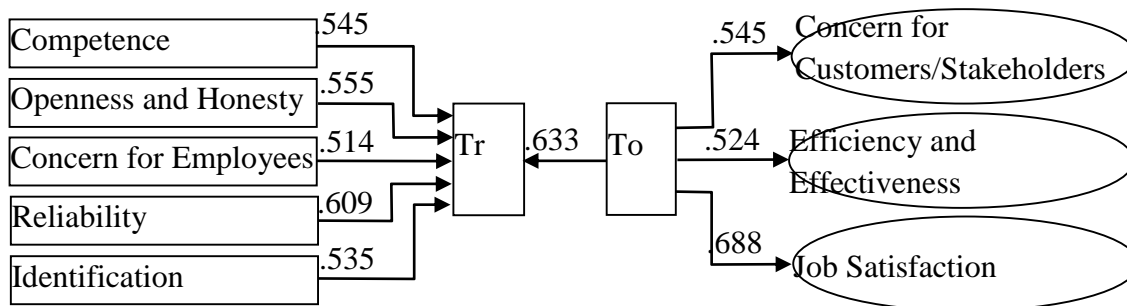 Competence
.545
Openness and Honesty
.555
Concern for Employees
.514
Reliability
.609
Identification
.535
Tr
.633
To
.545
Concern for
Customers/Stakeholders
.524
Efficiency and
Effectiveness
.688
Job Satisfaction